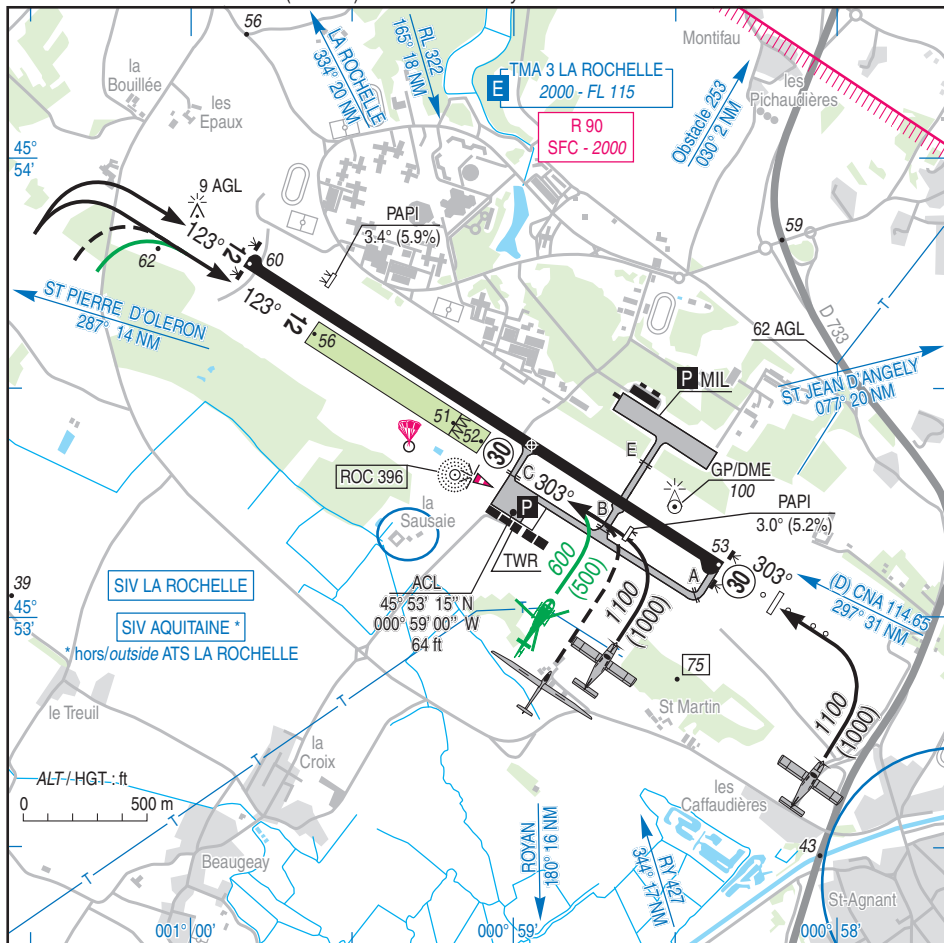 56
Montifau
LA ROCHELLE
334° 20 NM
RL 322
165° 18 NM
E
TMA 3 LA ROCHELLE
2000 - FL 115
R 90
SFC - 2000
Obstacle 253
030° 2 NM
les
Pichaudières
la
Bouillée
les
Epaux
45°
54'
9 AGL
PAPI
3.4° (5.9%)
59
123°
12
60
62
123°
12
ST PIERRE D'OLERON
287° 14 NM
56
D 733
T
62 AGL
ST JEAN D'ANGELY
077° 20 NM
P MIL
51
52
30
E
C
303°
GP/DME
100
ROC 396
P
B
PAPI
3.0° (5.2%)
la
Sausaie
TWR
53
A
30
303°
(D) CNA 114.65
297° 31 NM
39
45°
53'
SIV LA ROCHELLE
SIV AQUITAINE *
* hors/outside ATS LA ROCHELLE
ACL
45° 53' 15" N
000° 59' 00" W
64 ft
T
600
(500)
1100
(1000)
75
St Martin
1100
(1000)
le Treuil
la
Croix
T
ALT / HGT : ft
0 500 m
les
Caffaudières
43
Beaugeay
ROYAN
180° 16 NM
RY 427
344° 17 NM
St-Agnant
T
001° 00'
000° 59'
000° 58'